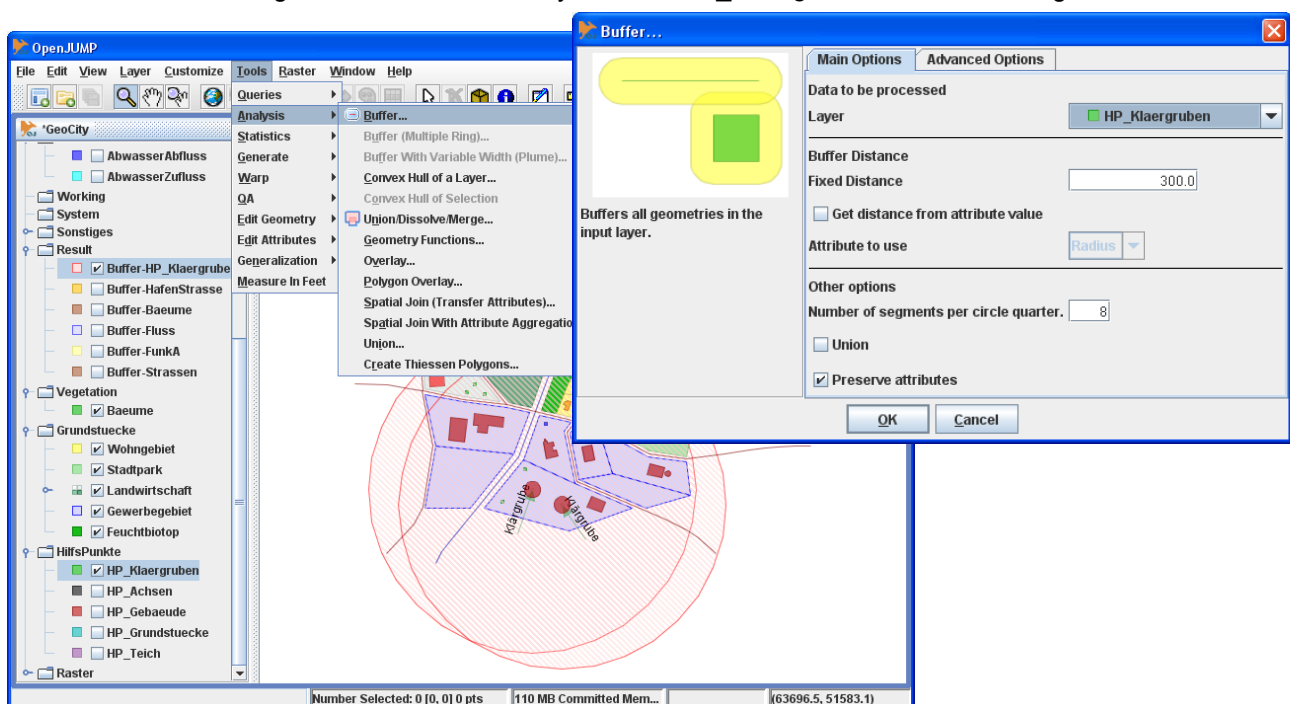 OpenJUMP
File Edit View Layer Customize Tools Raster Window Help
*GeoCity
AbwasserAbfluss
AbwasserZufluss
Working
System
Sonstiges
Result
Buffer-HP_Klaergrube
Buffer-HafenStrasse
Buffer-Baeume
Buffer-Fluss
Buffer-FunkA
Buffer-Strassen
Vegetation
Baeume
Grundstuecke
Wohngebiet
Stadtpark
Landwirtschaft
Gewerbegebiet
Feuchtbiotop
HilfsPunkte
HP_Klaergruben
HP_Achsen
HP_Gebaeude
HP_Grundstuecke
HP_Teich
Raster
Queries
Analysis
Statistics
Generate
Warp
QA
Edit Geometry
Edit Attributes
Generalization
Measure In Feet
Buffer...
Buffer (Multiple Ring)...
Buffer With Variable Width (Plume)...
Convex Hull of a Layer...
Convex Hull of Selection
Union/Dissolve/Merge...
Geometry Functions...
Overlay...
Polygon Overlay...
Spatial Join (Transfer Attributes)...
Spatial Join With Attribute Aggregatio
Union...
Create Thiessen Polygons...
Klärgrube
Klärgrube
Number Selected: 0 [0, 0] 0 pts 110 MB Committed Mem... (63696.5, 51583.1)
Buffer...
Buffers all geometries in the
input layer.
Main Options Advanced Options
Data to be processed
Layer HP_Klaergruben
Buffer Distance
Fixed Distance 300.0
Get distance from attribute value
Attribute to use Radius
Other options
Number of segments per circle quarter. 8
Union
Preserve attributes
OK Cancel